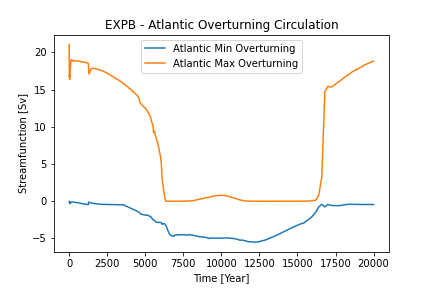 EXPB - Atlantic Overturning Circulation
Atlantic Min Overturning
Atlantic Max Overturning
Streamfunction [Sv]
20
15
10
5
0
−5
0 2500 5000 7500 10000 12500 15000 17500 20000
Time [Year]